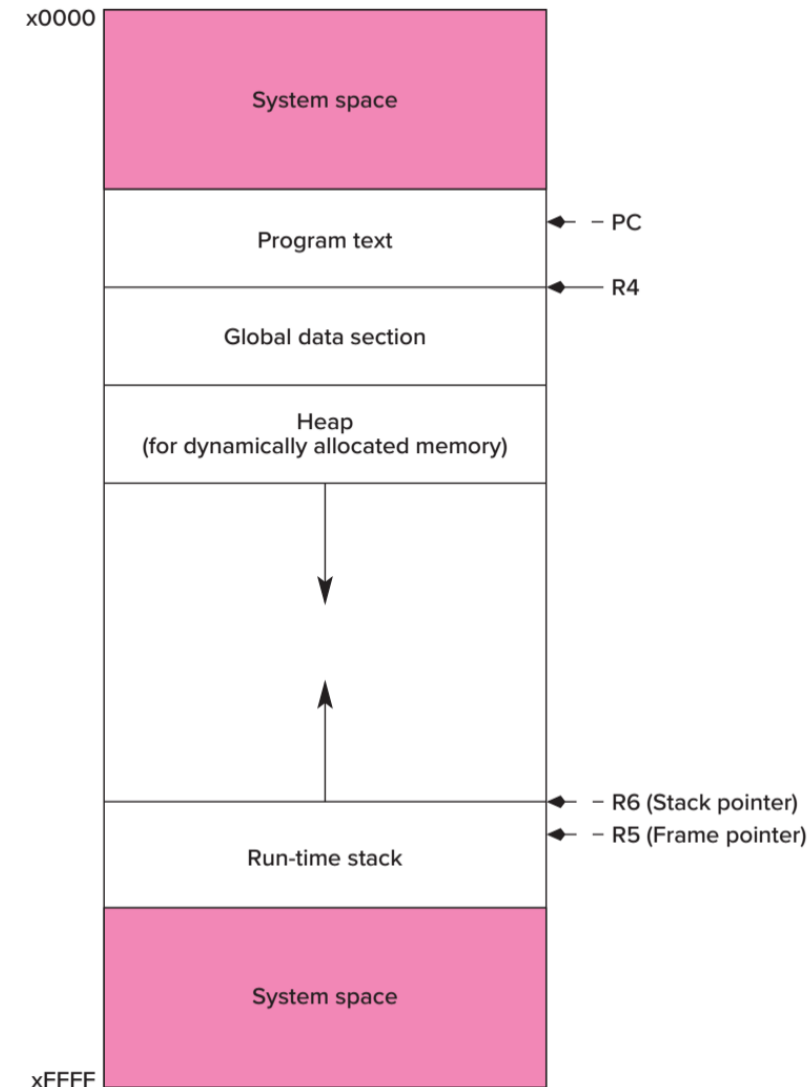 x0000
System space
PC
Program text
R4
Global data section
Heap
(for dynamically allocated memory)
R6 (Stack pointer)
R5 (Frame pointer)
Run-time stack
System space
xFFFF